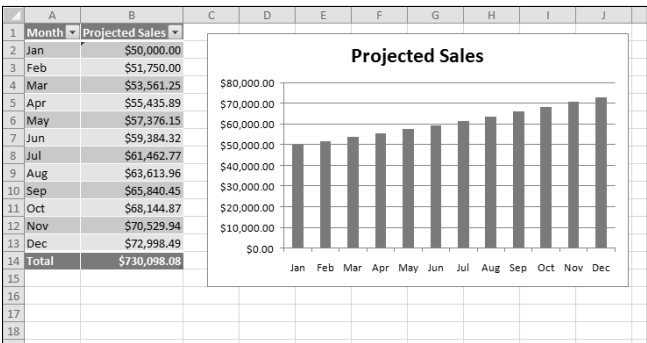 A B C D E F G H I J
1 Month Projected Sales
2 Jan $50,000.00
3 Feb $51,750.00
4 Mar $53,561.25
5 Apr $55,435.89
6 May $57,376.15
7 Jun $59,384.32
8 Jul $61,462.77
9 Aug $63,613.96
10 Sep $65,840.45
11 Oct $68,144.87
12 Nov $70,529.94
13 Dec $72,998.49
14 Total $730,098.08
15
16
17
18
Projected Sales
$80,000.00
$70,000.00
$60,000.00
$50,000.00
$40,000.00
$30,000.00
$20,000.00
$10,000.00
$0.00
Jan Feb Mar Apr May Jun Jul Aug Sep Oct Nov Dec